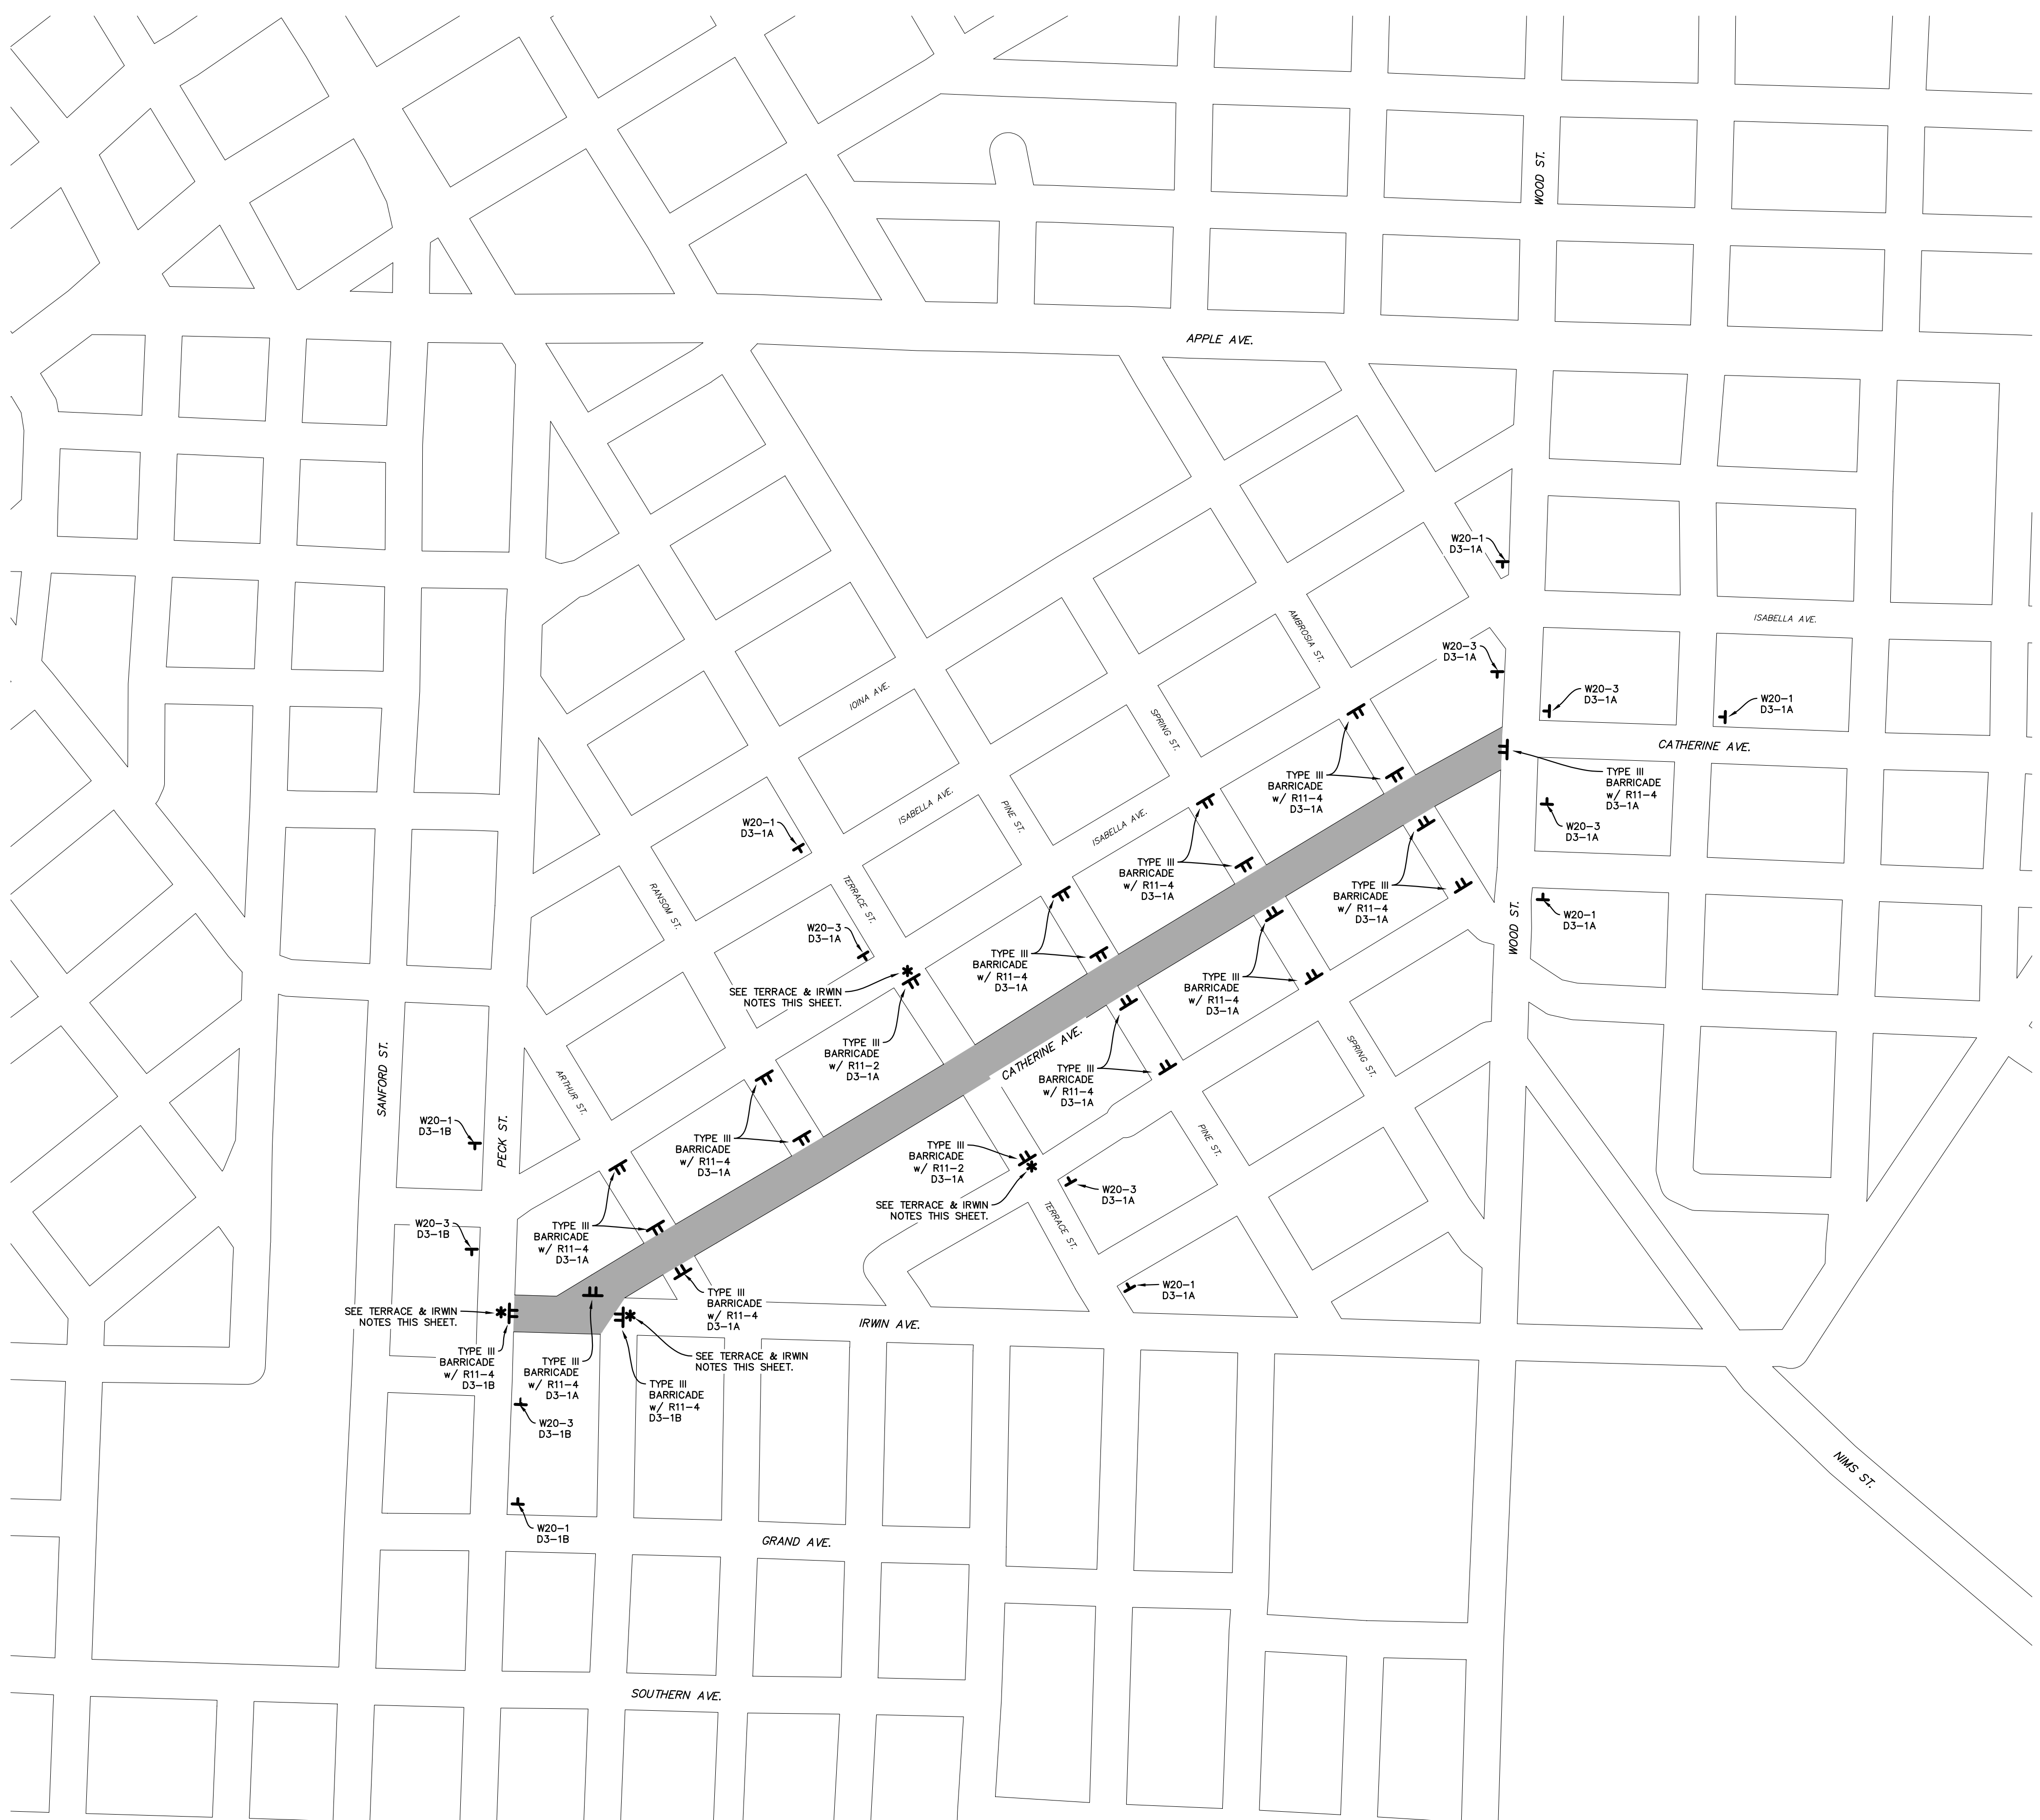 WOOD ST.
APPLE AVE.
W20-1
D3-1A
AMBROSIA ST.
ISABELLA AVE.
W20-3
D3-1A
W20-3
D3-1A
W20-1
D3-1A
IOINA AVE.
SPRING ST.
CATHERINE AVE.
TYPE III
BARRICADE
w/ R11-4
D3-1A
TYPE III
BARRICADE
w/ R11-4
D3-1A
ISABELLA AVE.
PINE ST.
ISABELLA AVE.
W20-1
D3-1A
W20-3
D3-1A
TYPE III
BARRICADE
w/ R11-4
D3-1A
TYPE III
BARRICADE
w/ R11-4
D3-1A
RANSOM ST.
TERRACE ST.
W20-1
D3-1A
WOOD ST.
W20-3
D3-1A
TYPE III
BARRICADE
w/ R11-4
D3-1A
TYPE III
BARRICADE
w/ R11-4
D3-1A
SEE TERRACE & IRWIN
NOTES THIS SHEET.
TYPE III
BARRICADE
w/ R11-2
D3-1A
CATHERINE AVE.
SPRING ST.
TYPE III
BARRICADE
w/ R11-4
D3-1A
SANFORD ST.
ARTHUR ST.
W20-1
D3-1B
PECK ST.
TYPE III
BARRICADE
w/ R11-4
D3-1A
TYPE III
BARRICADE
w/ R11-2
D3-1A
PINE ST.
W20-3
D3-1A
SEE TERRACE & IRWIN
NOTES THIS SHEET.
TERRACE ST.
W20-3
D3-1B
TYPE III
BARRICADE
w/ R11-4
D3-1A
W20-1
D3-1A
TYPE III
BARRICADE
w/ R11-4
D3-1A
SEE TERRACE & IRWIN
NOTES THIS SHEET.
IRWIN AVE.
TYPE III
BARRICADE
w/ R11-4
D3-1B
TYPE III
BARRICADE
w/ R11-4
D3-1A
SEE TERRACE & IRWIN
NOTES THIS SHEET.
TYPE III
BARRICADE
w/ R11-4
D3-1B
W20-3
D3-1B
NIMS ST.
W20-1
D3-1B
GRAND AVE.
SOUTHERN AVE.